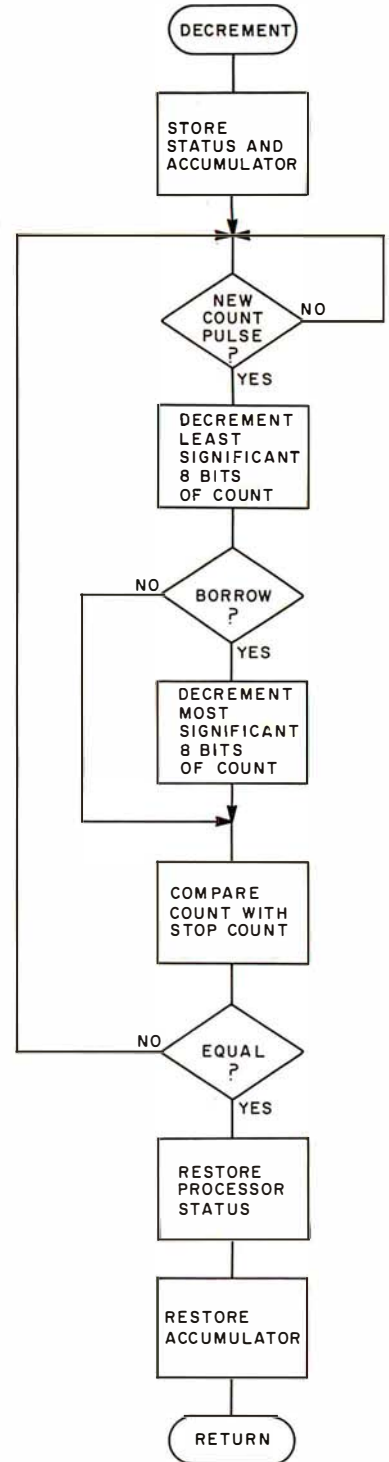 DECREMENT
STORE
STATUS AND
ACCUMULATOR
NEW
COUNT
PULSE
?
NO
YES
DECREMENT
LEAST
SIGNIFICANT
8 BITS
OF COUNT
NO
BORROW
?
YES
DECREMENT
MOST
SIGNIFICANT
8 BITS
OF COUNT
COMPARE
COUNT WITH
STOP COUNT
NO
EQUAL
?
YES
RESTORE
PROCESSOR
STATUS
RESTORE
ACCUMULATOR
RETURN